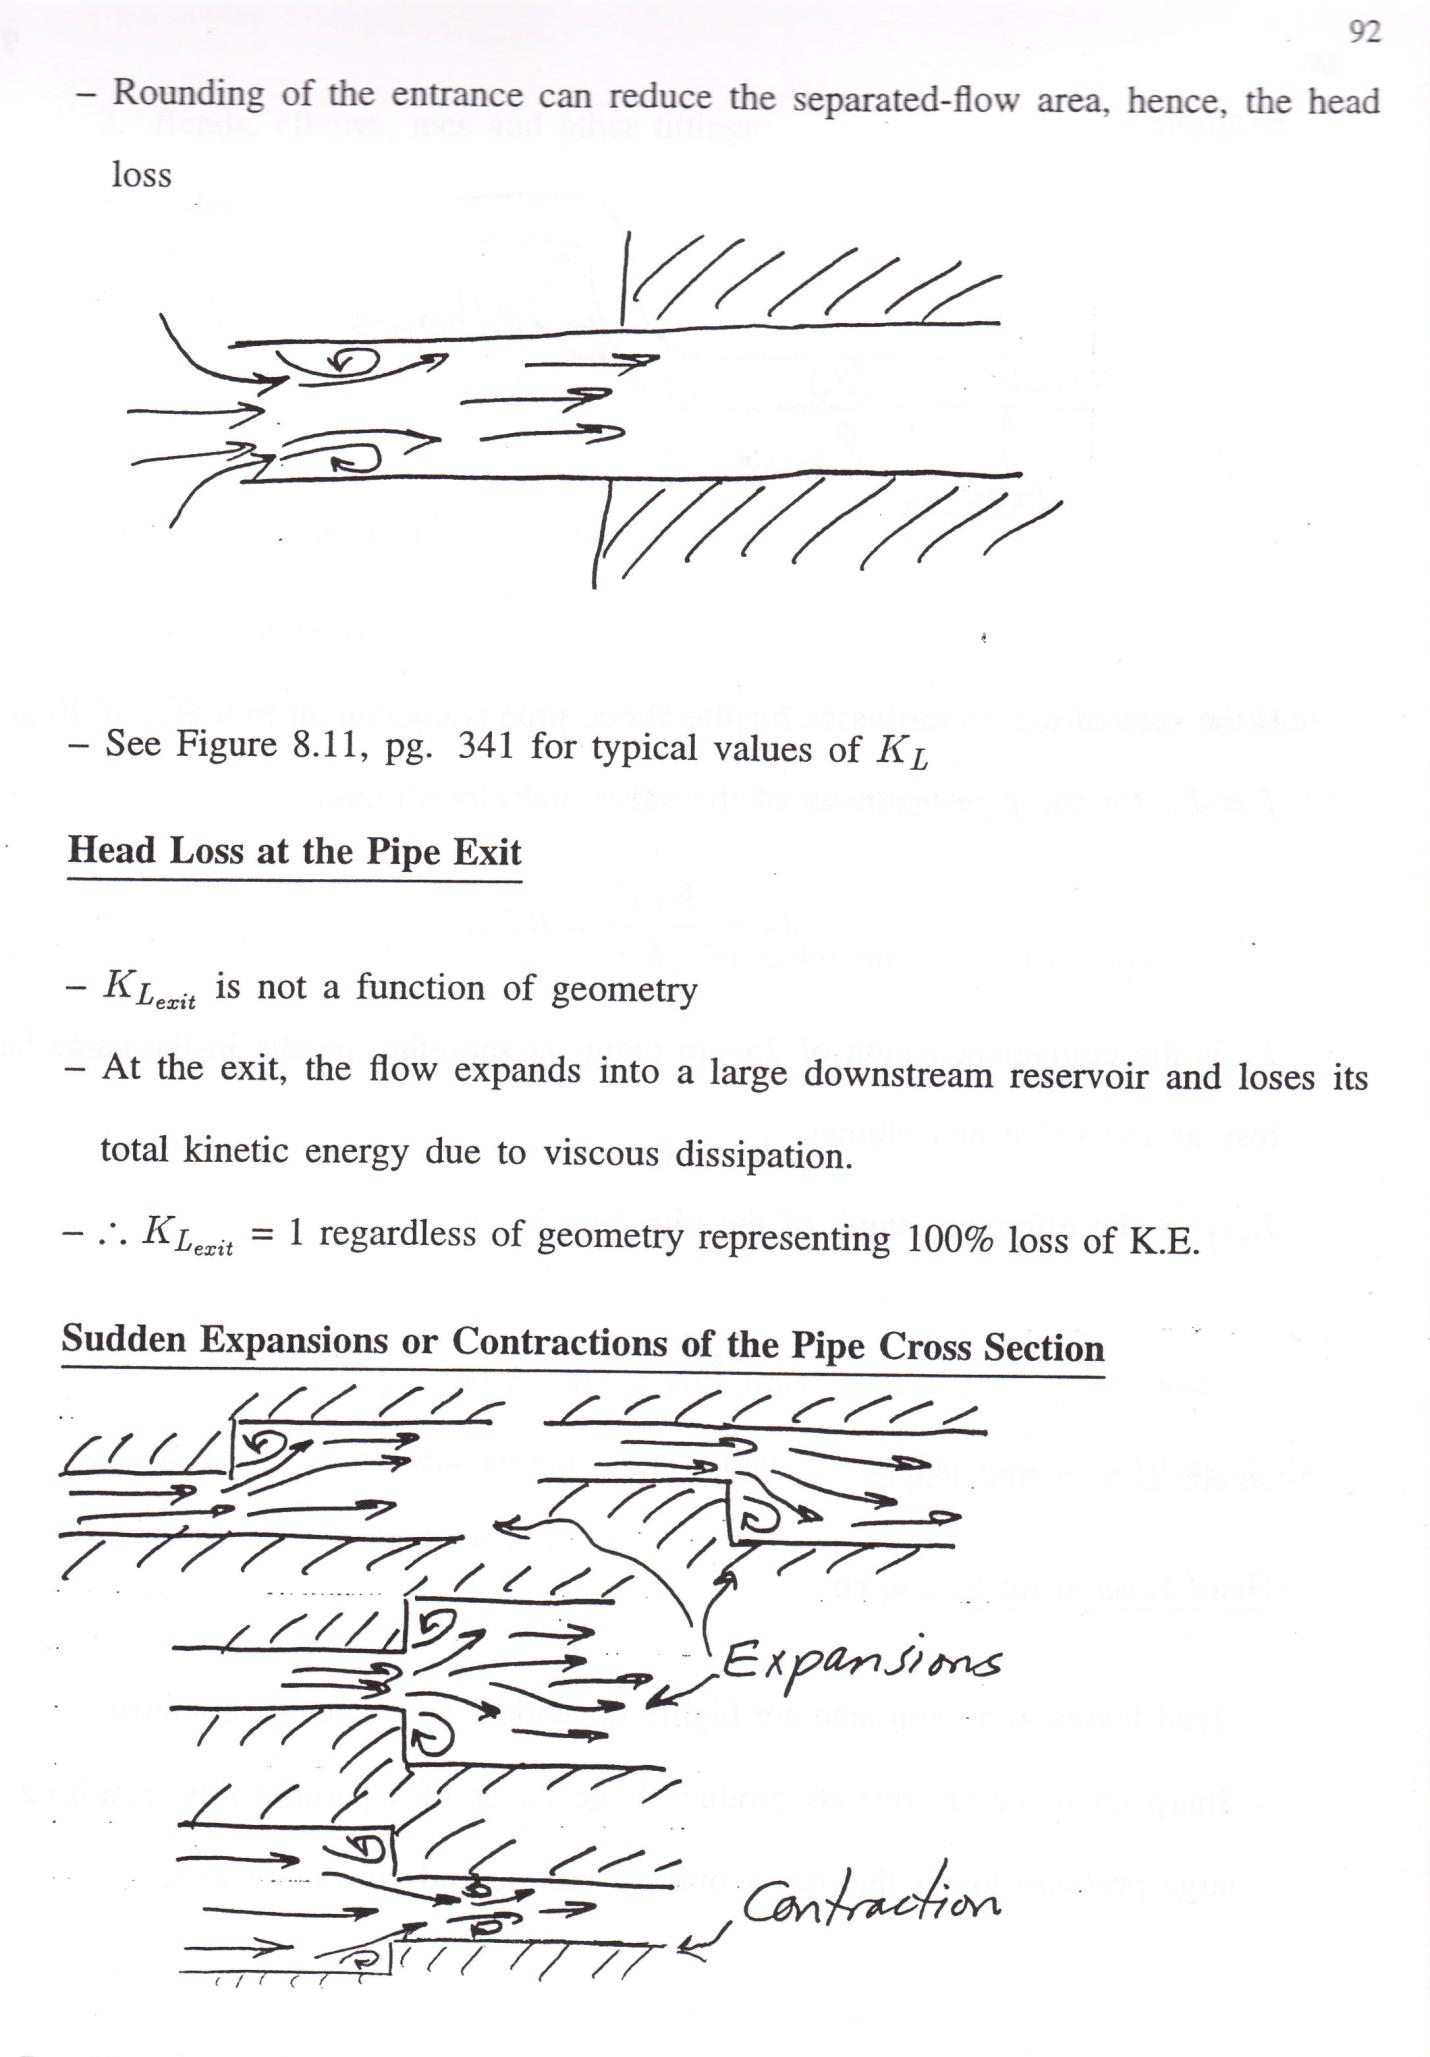 92
– Rounding of the entrance can reduce the separated-flow area, hence, the head
loss
– See Figure 8.11, pg. 341 for typical values of K_L
Head Loss at the Pipe Exit
– K_{L_{exit}} is not a function of geometry
– At the exit, the flow expands into a large downstream reservoir and loses its
total kinetic energy due to viscous dissipation.
– ∴ K_{L_{exit}} = 1 regardless of geometry representing 100% loss of K.E.
Sudden Expansions or Contractions of the Pipe Cross Section
Expansions
Contraction